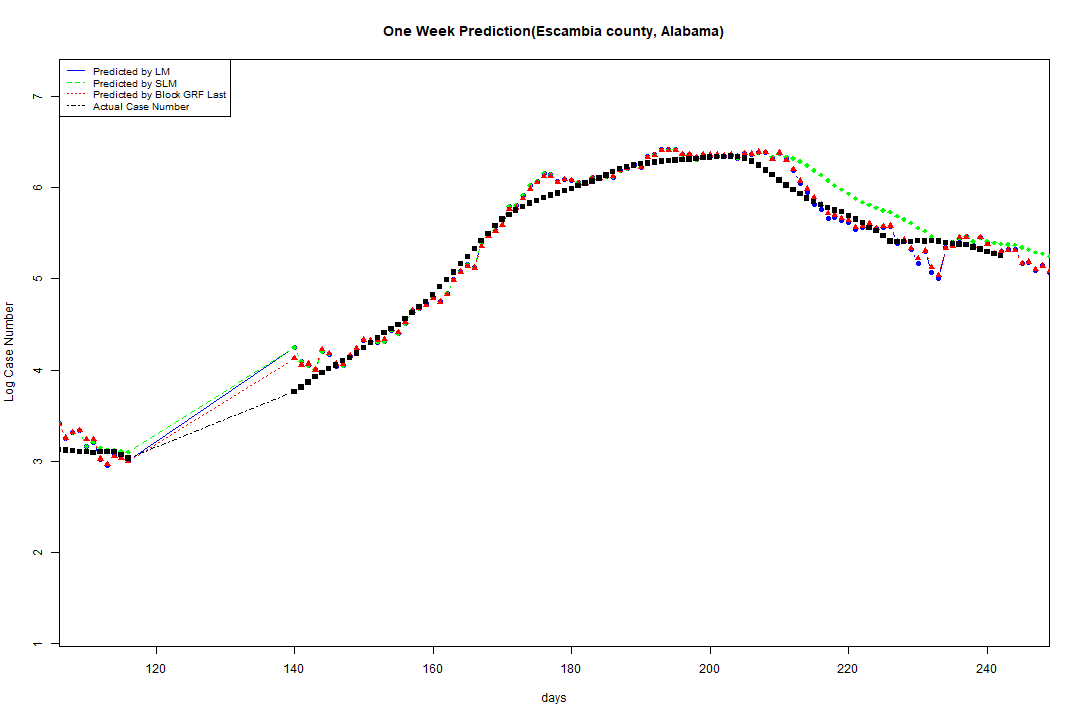 One Week Prediction(Escambia county, Alabama)
Predicted by LM
Predicted by SLM
Predicted by Block GRF Last
Actual Case Number
7
6
5
4
3
2
1
Log Case Number
120 140 160 180 200 220 240
days